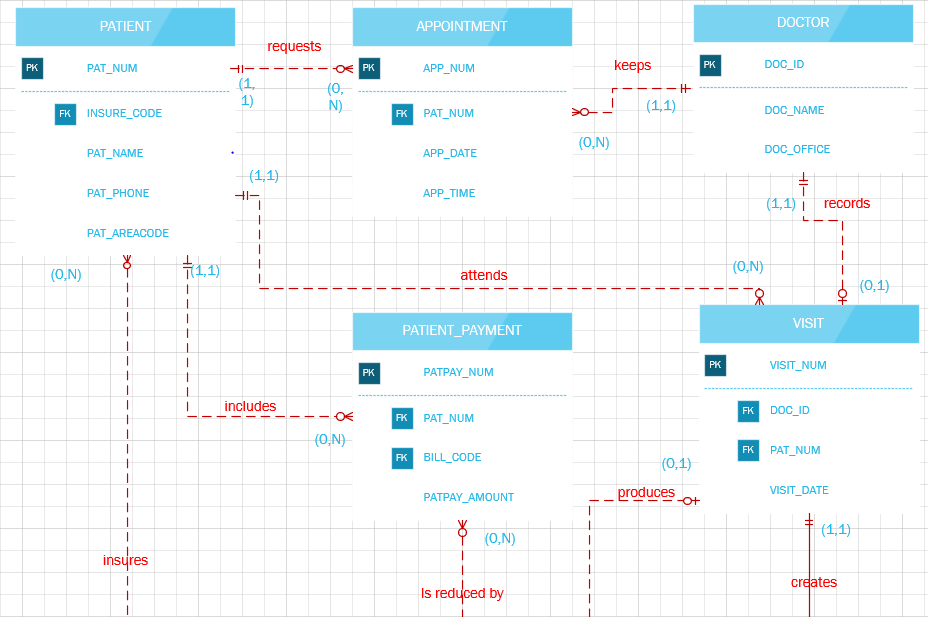 PATIENT
PK PAT_NUM
FK INSURE_CODE
PAT_NAME
PAT_PHONE
PAT_AREACODE
requests
(1,
1)
(0,
N)
APPOINTMENT
PK APP_NUM
FK PAT_NUM
APP_DATE
APP_TIME
keeps
(1,1)
(0,N)
DOCTOR
PK DOC_ID
DOC_NAME
DOC_OFFICE
(1,1)
records
(0,1)
(1,1)
attends
(0,N)
(0,N)
(1,1)
includes
(0,N)
PATIENT_PAYMENT
PK PATPAY_NUM
FK PAT_NUM
FK BILL_CODE
PATPAY_AMOUNT
VISIT
PK VISIT_NUM
FK DOC_ID
FK PAT_NUM
VISIT_DATE
(0,1)
produces
(0,N)
(1,1)
insures
Is reduced by
creates